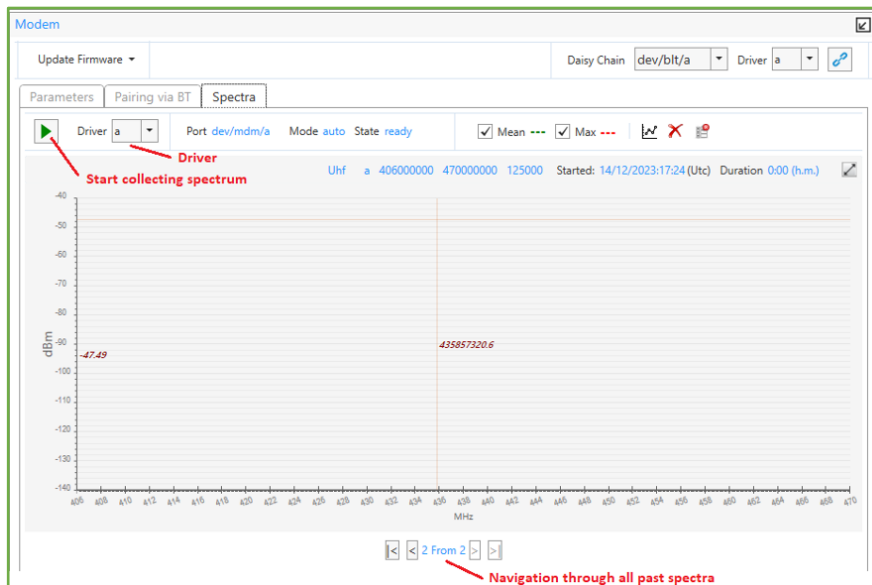 Modem
Update Firmware
Daisy Chain dev/blt/a Driver a
Parameters Pairing via BT Spectra
Driver a Port dev/mdm/a Mode auto State ready Mean --- Max ---
Driver
Start collecting spectrum
Uhf a 406000000 470000000 125000 Started: 14/12/2023:17:24 (Utc) Duration 0:00 (h.m.)
-40
-50
-60
-70
-80
dBm
-90
435857320.6
-47.49
-100
-110
-120
-130
-140
406 408 410 412 414 416 418 420 422 424 426 428 430 432 434 436 438 440 442 444 446 448 450 452 454 456 458 460 462 464 466 468 470
MHz
|< < 2 From 2 > >|
Navigation through all past spectra